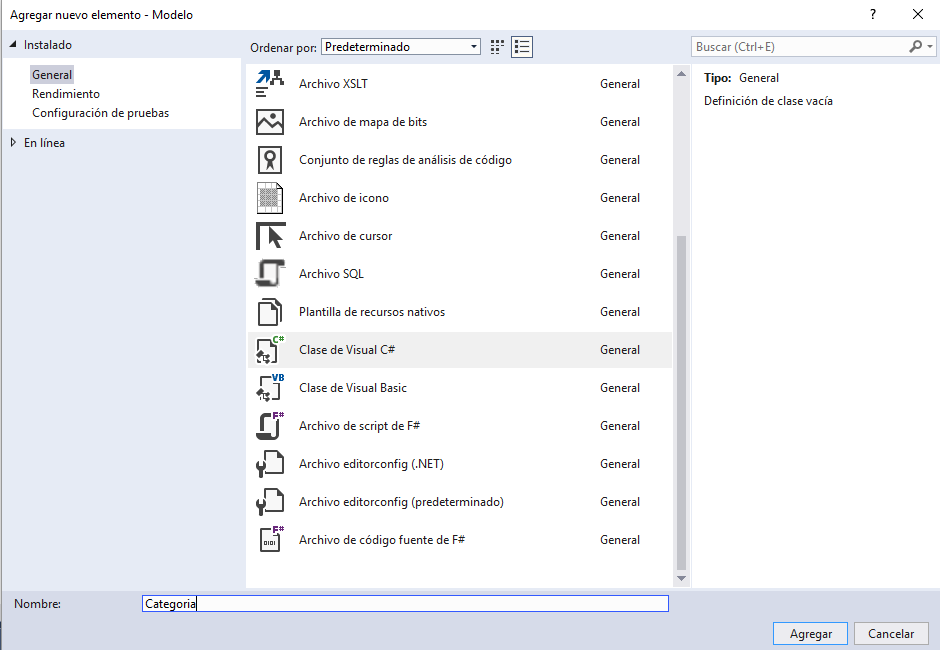 Agregar nuevo elemento - Modelo ?
Instalado
General
Rendimiento
Configuración de pruebas
En línea
Ordenar por: Predeterminado
Archivo XSLT General
Archivo de mapa de bits General
Conjunto de reglas de análisis de código General
Archivo de icono General
Archivo de cursor General
Archivo SQL General
Plantilla de recursos nativos General
C#
Clase de Visual C# General
VB
Clase de Visual Basic General
F#
Archivo de script de F# General
Archivo editorconfig (.NET) General
Archivo editorconfig (predeterminado) General
F#
0101
Archivo de código fuente de F# General
Buscar (Ctrl+E)
Tipo: General
Definición de clase vacía
Nombre: Categoria
Agregar Cancelar